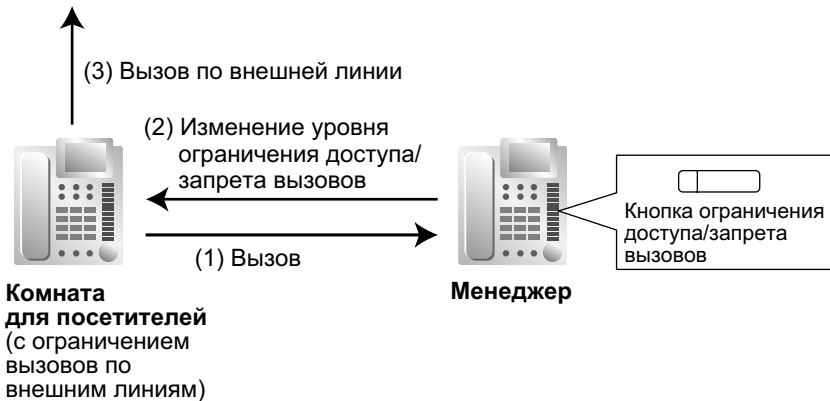 (3) Вызов по внешней линии
(2) Изменение уровня
ограничения доступа/
запрета вызовов
(1) Вызов
Кнопка ограничения
доступа/запрета
вызовов
Комната
для посетителей
(с ограничением
вызовов по
внешним линиям)
Менеджер